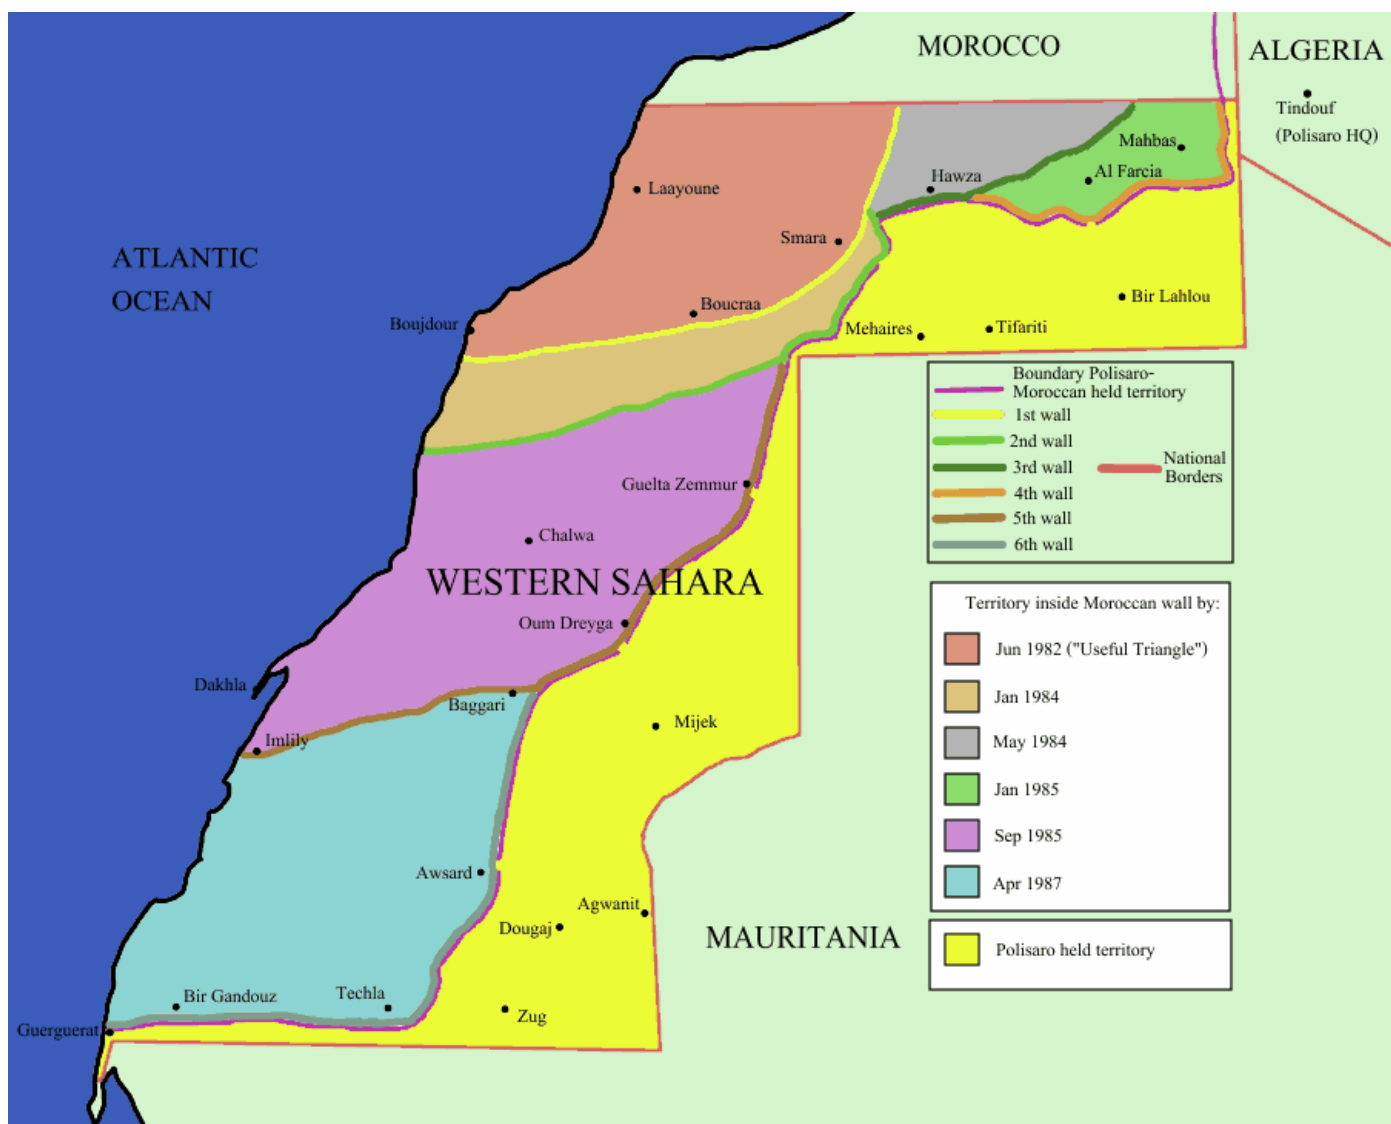 MOROCCO
ALGERIA
Tindouf
(Polisaro HQ)
Mahbas
Al Farcia
Hawza
Laayoune
Smara
ATLANTIC
OCEAN
Boucraa
Boujdour
Bir Lahlou
Mehaires
Tifariti
Boundary Polisaro-
Moroccan held territory
1st wall
2nd wall
3rd wall
4th wall
5th wall
6th wall
National
Borders
Guelta Zemmur
Chalwa
WESTERN SAHARA
Oum Dreyga
Dakhla
Baggari
Imlily
Mijek
Territory inside Moroccan wall by:
Jun 1982 ("Useful Triangle")
Jan 1984
May 1984
Jan 1985
Sep 1985
Apr 1987
Awsard
Agwanit
Dougaj
MAURITANIA
Polisaro held territory
Bir Gandouz
Techla
Zug
Guerguerat